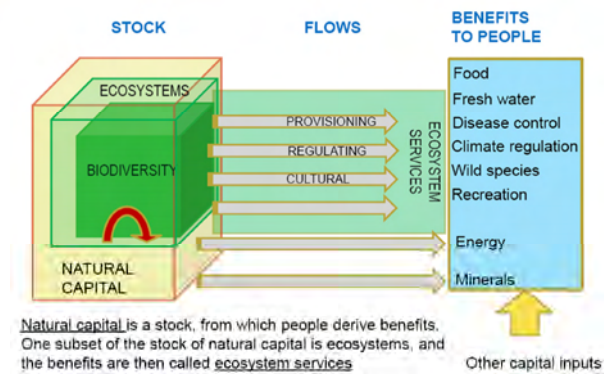 STOCK
FLOWS
BENEFITS
TO PEOPLE
ECOSYSTEMS
BIODIVERSITY
NATURAL
CAPITAL
PROVISIONING
REGULATING
CULTURAL
ECOSYSTEM
SERVICES
Food
Fresh water
Disease control
Climate regulation
Wild species
Recreation
Energy
Minerals
Natural capital is a stock, from which people derive benefits.
One subset of the stock of natural capital is ecosystems, and
the benefits are then called ecosystem services
Other capital inputs